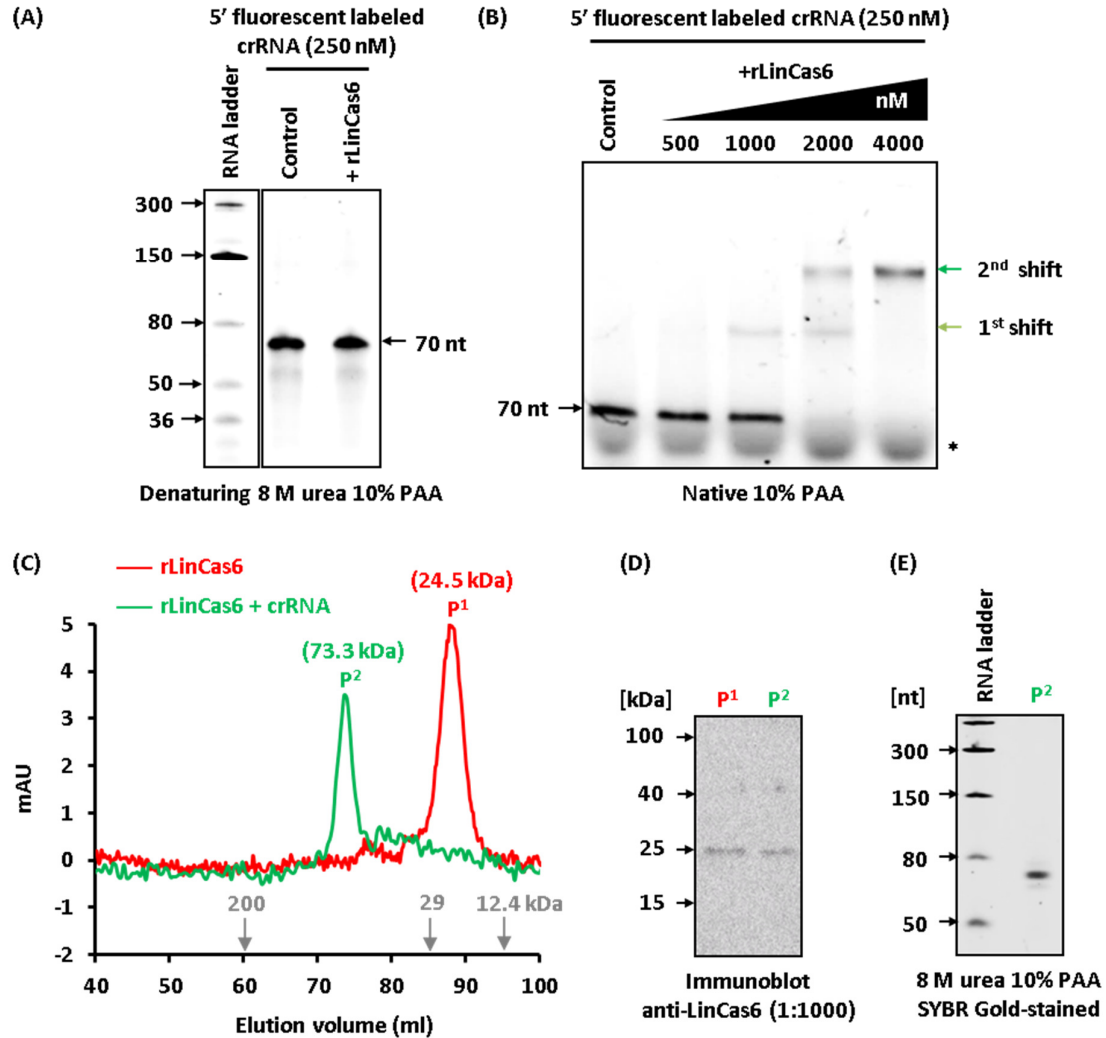 (A)
5′ fluorescent labeled
crRNA (250 nM)
RNA ladder
Control
+ rLinCas6
300
150
80
50
36
70 nt
Denaturing 8 M urea 10% PAA
(B)
5′ fluorescent labeled crRNA (250 nM)
+rLinCas6
nM
Control
500 1000 2000 4000
2nd shift
1st shift
70 nt
*
Native 10% PAA
(C)
rLinCas6
rLinCas6 + crRNA
(24.5 kDa)
P1
(73.3 kDa)
P2
5
4
3
2
1
0
-1
-2
mAU
200 29 12.4 kDa
40 50 60 70 80 90 100
Elution volume (ml)
(D)
[kDa] P1 P2
100
40
25
15
Immunoblot
anti-LinCas6 (1:1000)
(E)
RNA ladder
[nt] P2
300
150
80
50
8 M urea 10% PAA
SYBR Gold-stained